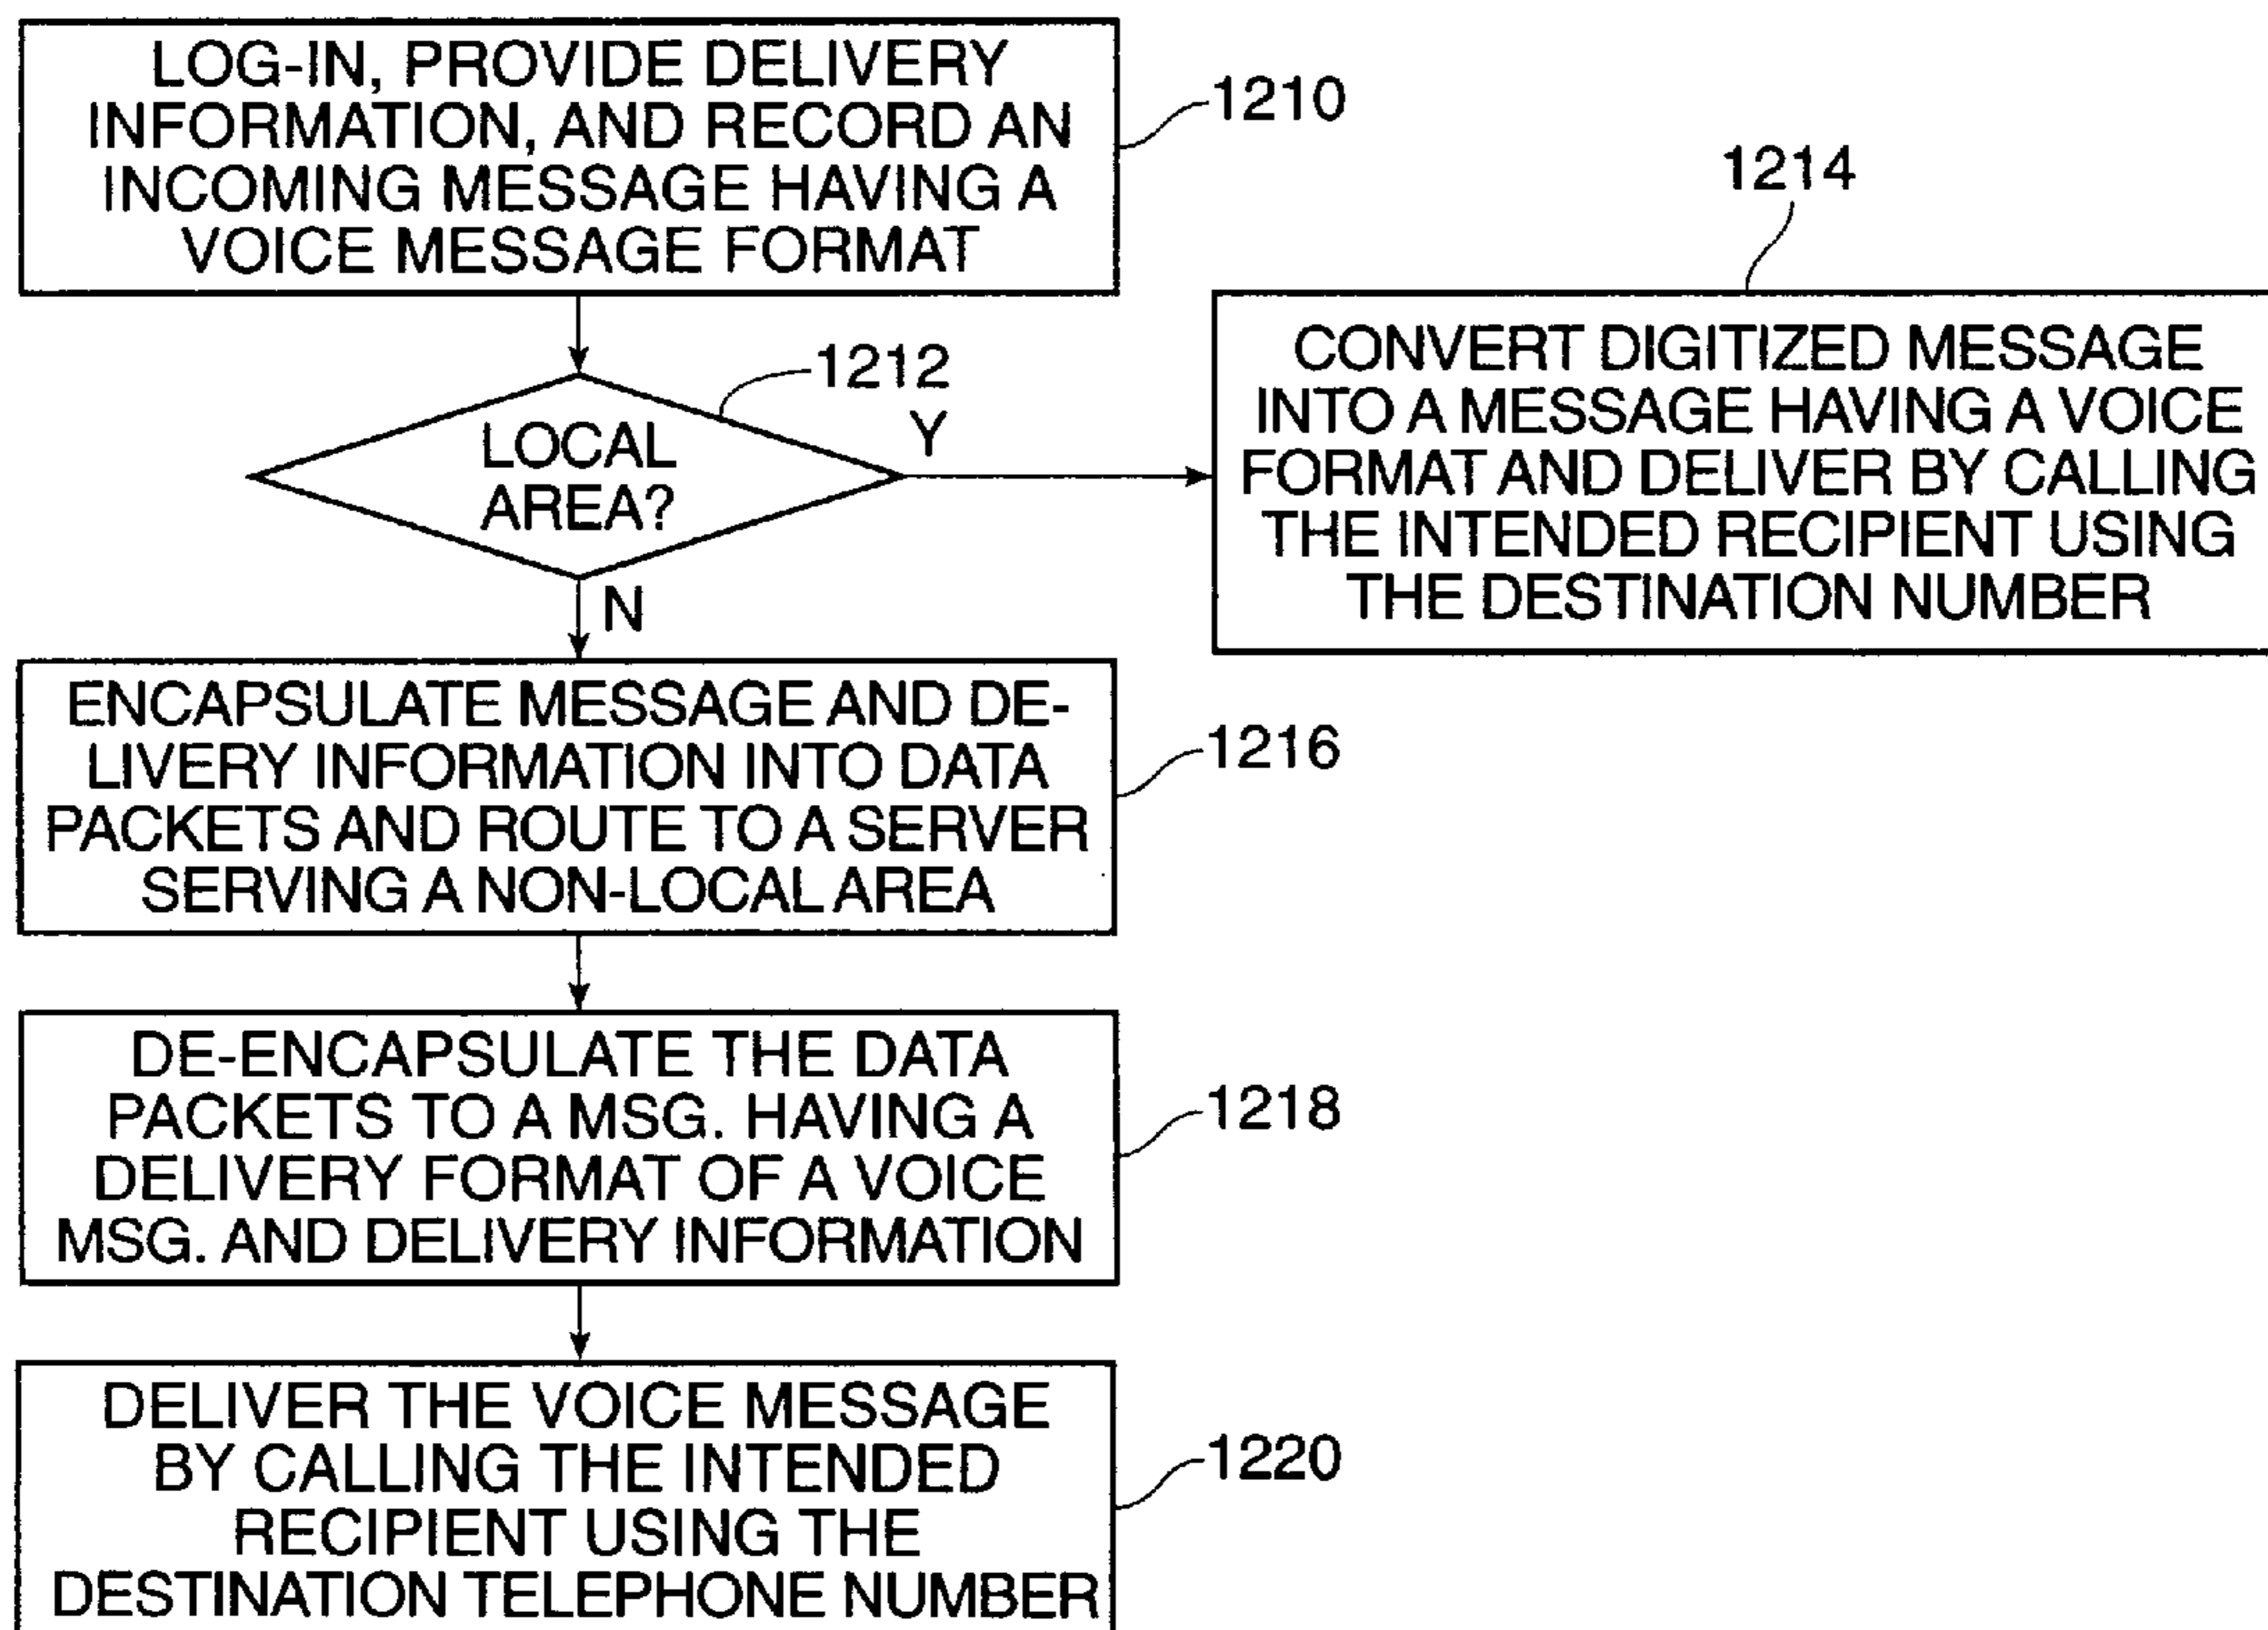 LOG-IN, PROVIDE DELIVERY
INFORMATION, AND RECORD AN
INCOMING MESSAGE HAVING A
VOICE MESSAGE FORMAT
1210
1214
1212
LOCAL
AREA?
Y
N
CONVERT DIGITIZED MESSAGE
INTO A MESSAGE HAVING A VOICE
FORMAT AND DELIVER BY CALLING
THE INTENDED RECIPIENT USING
THE DESTINATION NUMBER
ENCAPSULATE MESSAGE AND DE-
LIVERY INFORMATION INTO DATA
PACKETS AND ROUTE TO A SERVER
SERVING A NON-LOCAL AREA
1216
DE-ENCAPSULATE THE DATA
PACKETS TO A MSG. HAVING A
DELIVERY FORMAT OF A VOICE
MSG. AND DELIVERY INFORMATION
1218
DELIVER THE VOICE MESSAGE
BY CALLING THE INTENDED
RECIPIENT USING THE
DESTINATION TELEPHONE NUMBER
1220